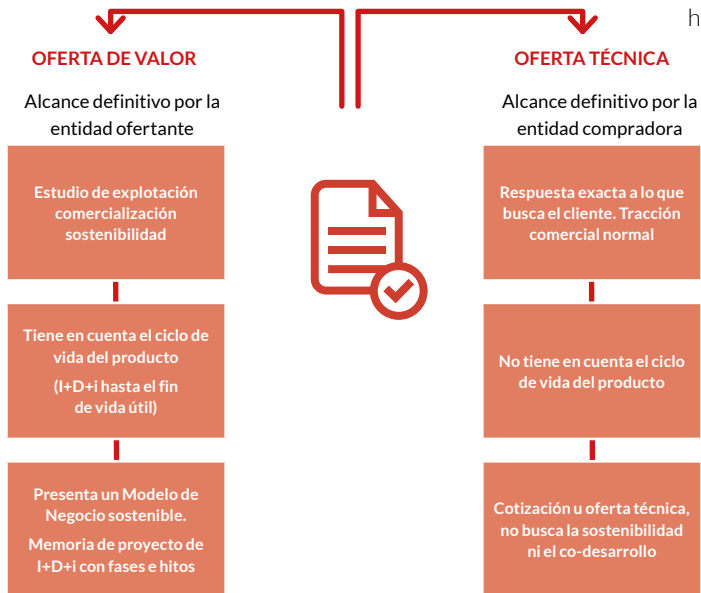 h
OFERTA DE VALOR
Alcance definitivo por la
entidad ofertante
Estudio de explotación
comercialización
sostenibilidad
Tiene en cuenta el ciclo de
vida del producto
(I+D+i hasta el fin
de vida útil)
Presenta un Modelo de
Negocio sostenible.
Memoria de proyecto de
I+D+i con fases e hitos
OFERTA TÉCNICA
Alcance definitivo por la
entidad compradora
Respuesta exacta a lo que
busca el cliente. Tracción
comercial normal
No tiene en cuenta el ciclo
de vida del producto
Cotización u oferta técnica,
no busca la sostenibilidad
ni el co-desarrollo